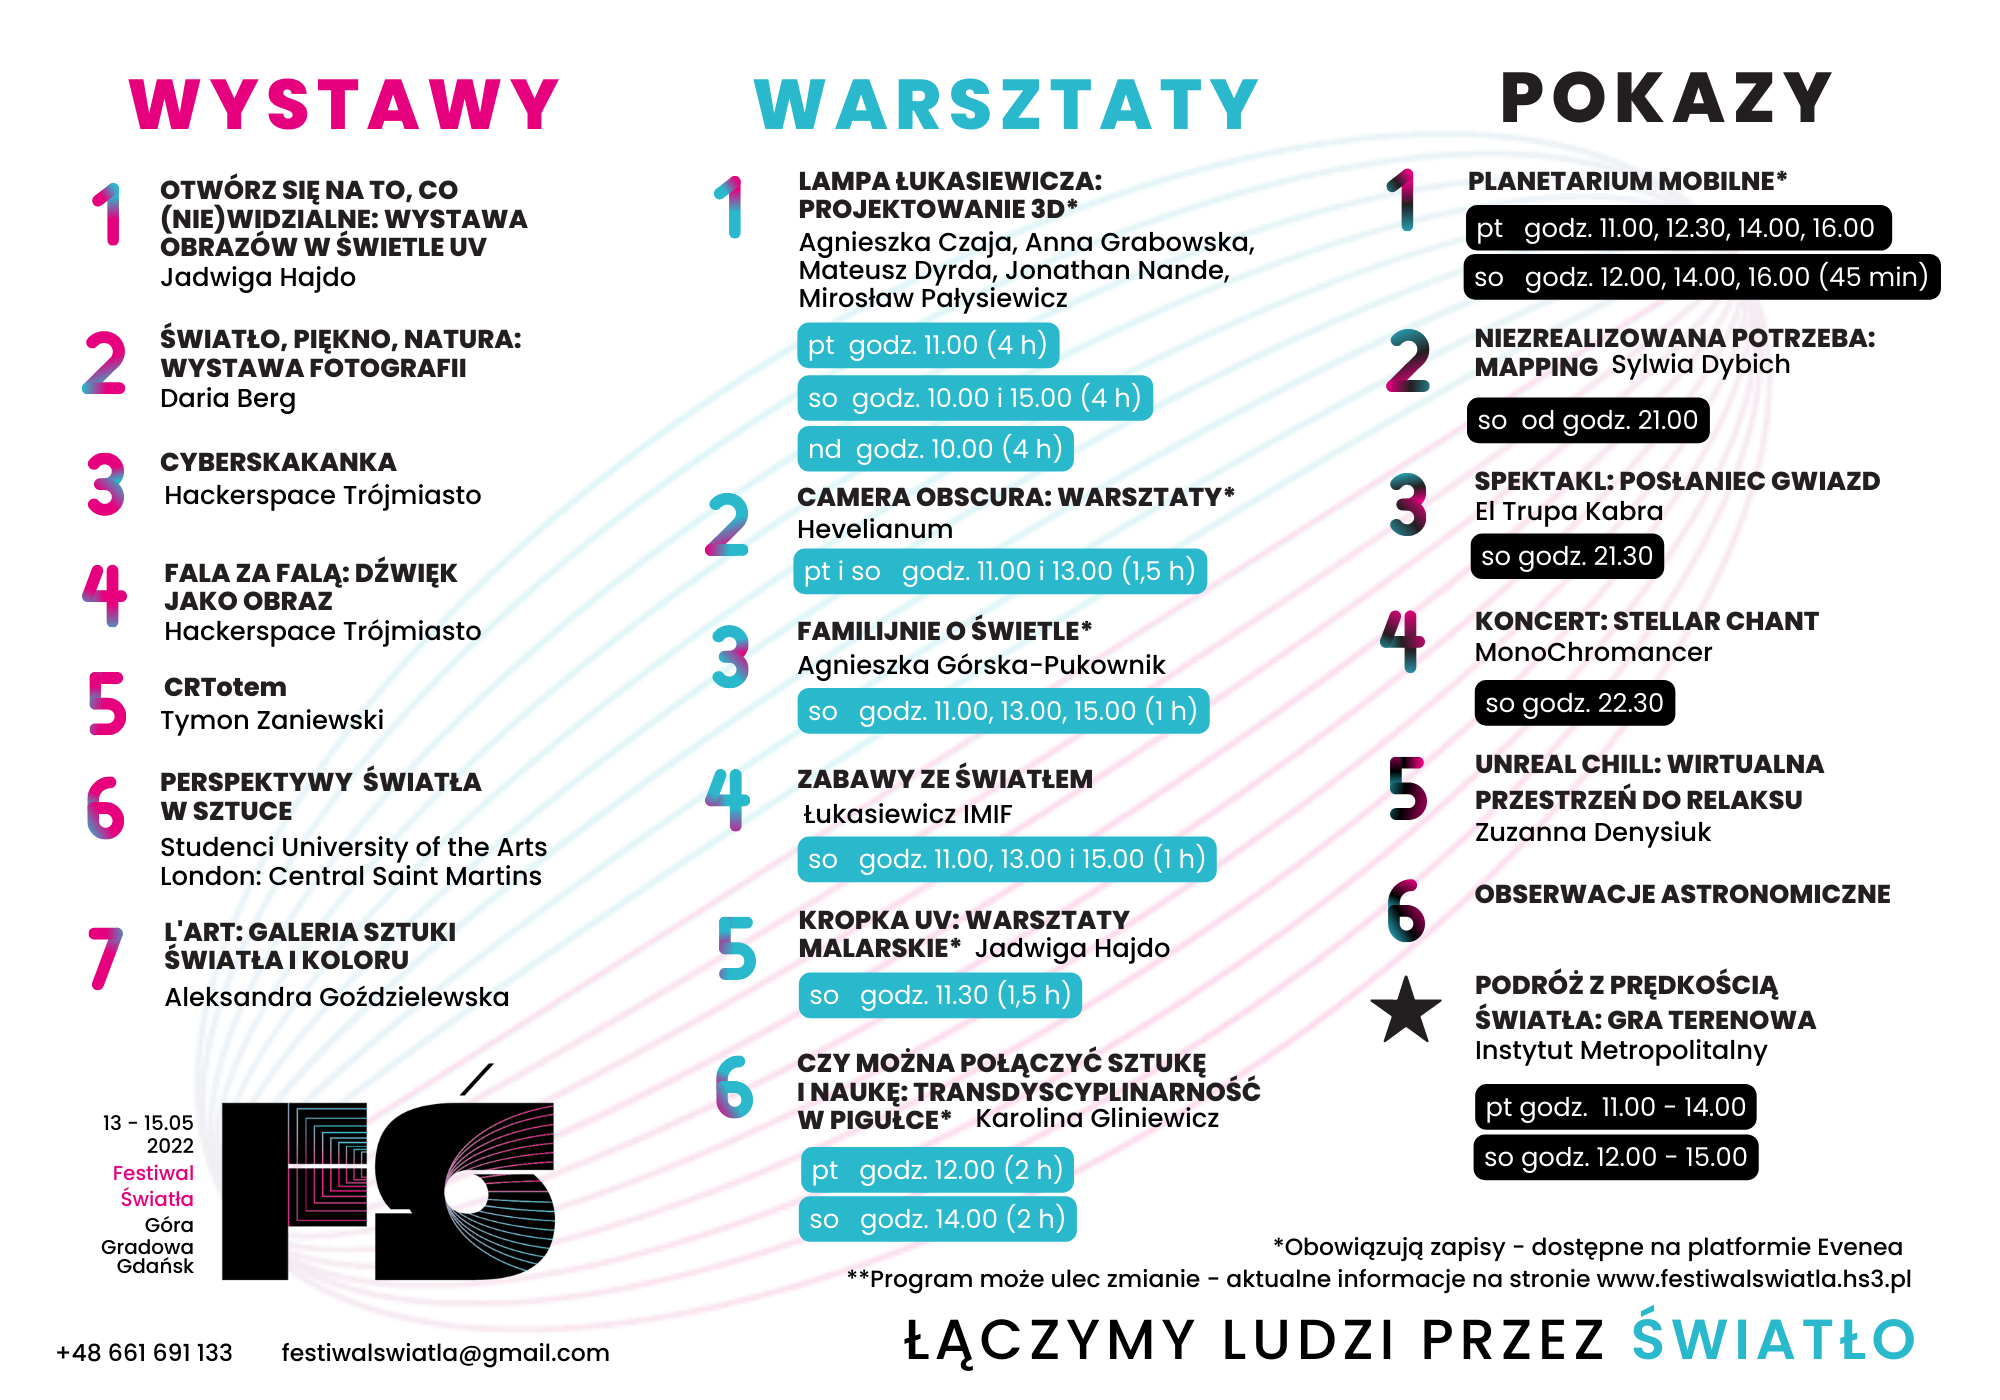 WYSTAWY
1
OTWÓRZ SIĘ NA TO, CO
(NIE)WIDZIALNE: WYSTAWA
OBRAZÓW W ŚWIETLE UV
Jadwiga Hajdo
2
ŚWIATŁO, PIĘKNO, NATURA:
WYSTAWA FOTOGRAFII
Daria Berg
3
CYBERSKAKANKA
Hackerspace Trójmiasto
4
FALA ZA FALĄ: DŹWIĘK
JAKO OBRAZ
Hackerspace Trójmiasto
5
CRTotem
Tymon Zaniewski
6
PERSPEKTYWY ŚWIATŁA
W SZTUCE
Studenci University of the Arts
London: Central Saint Martins
7
L'ART: GALERIA SZTUKI
ŚWIATŁA I KOLORU
Aleksandra Goździelewska
13 - 15.05
2022
Festiwal
Światła
Góra
Gradowa
Gdańsk
FŚ
+48 661 691 133 festiwalswiatla@gmail.com
WARSZTATY
1
LAMPA ŁUKASIEWICZA:
PROJEKTOWANIE 3D*
Agnieszka Czaja, Anna Grabowska,
Mateusz Dyrda, Jonathan Nande,
Mirosław Pałysiewicz
pt godz. 11.00 (4 h)
so godz. 10.00 i 15.00 (4 h)
nd godz. 10.00 (4 h)
2
CAMERA OBSCURA: WARSZTATY*
Hevelianum
pt i so godz. 11.00 i 13.00 (1,5 h)
3
FAMILIJNIE O ŚWIETLE*
Agnieszka Górska-Pukownik
so godz. 11.00, 13.00, 15.00 (1 h)
4
ZABAWY ZE ŚWIATŁEM
Łukasiewicz IMIF
so godz. 11.00, 13.00 i 15.00 (1 h)
5
KROPKA UV: WARSZTATY
MALARSKIE* Jadwiga Hajdo
so godz. 11.30 (1,5 h)
6
CZY MOŻNA POŁĄCZYĆ SZTUKĘ
I NAUKĘ: TRANSDYSCYPLINARNOŚĆ
W PIGUŁCE* Karolina Gliniewicz
pt godz. 12.00 (2 h)
so godz. 14.00 (2 h)
POKAZY
1
PLANETARIUM MOBILNE*
pt godz. 11.00, 12.30, 14.00, 16.00
so godz. 12.00, 14.00, 16.00 (45 min)
2
NIEZREALIZOWANA POTRZEBA:
MAPPING Sylwia Dybich
so od godz. 21.00
3
SPEKTAKL: POSŁANIEC GWIAZD
El Trupa Kabra
so godz. 21.30
4
KONCERT: STELLAR CHANT
MonoChromancer
so godz. 22.30
5
UNREAL CHILL: WIRTUALNA
PRZESTRZEŃ DO RELAKSU
Zuzanna Denysiuk
6
OBSERWACJE ASTRONOMICZNE
PODRÓŻ Z PRĘDKOŚCIĄ
ŚWIATŁA: GRA TERENOWA
Instytut Metropolitalny
pt godz. 11.00 - 14.00
so godz. 12.00 - 15.00
*Obowiązują zapisy - dostępne na platformie Evenea
**Program może ulec zmianie - aktualne informacje na stronie www.festiwalswiatla.hs3.pl
ŁĄCZYMY LUDZI PRZEZ ŚWIATŁO